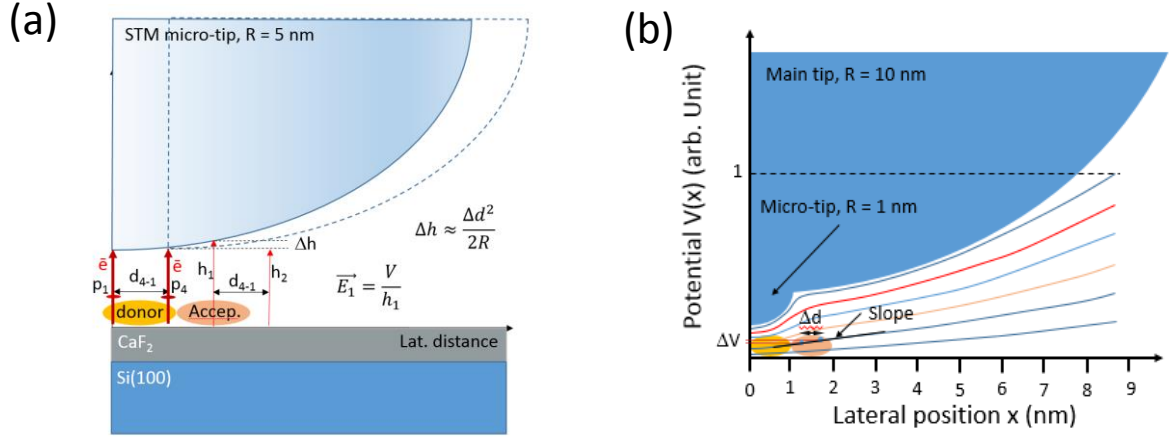 (a)
STM micro-tip, R = 5 nm
Δh
Δh ≈ Δd²/2R
ē
ē
p₁
d₄₋₁
p₄
h₁
d₄₋₁
h₂
E₁ = V/h₁
donor
Accep.
CaF₂
Lat. distance
Si(100)
(b)
Potential V(x) (arb. Unit)
Main tip, R = 10 nm
1
Micro-tip, R = 1 nm
Δd
Slope
ΔV
0 1 2 3 4 5 6 7 8 9
Lateral position x (nm)